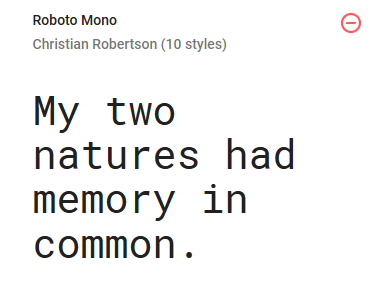 Roboto Mono
Christian Robertson (10 styles)
My two
natures had
memory in
common.